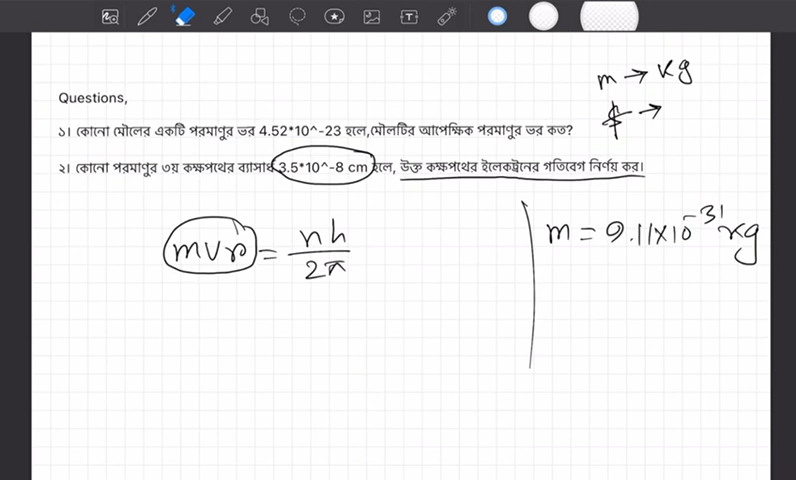 Questions,
m → kg
১। কোনো মৌলের একটি পরমাণুর ভর 4.52*10^-23 হলে,মৌলটির আপেক্ষিক পরমাণুর ভর কত?
২। কোনো পরমাণুর ৩য় কক্ষপথের ব্যাসার্ধ 3.5*10^-8 cm হলে, উক্ত কক্ষপথের ইলেকট্রনের গতিবেগ নির্ণয় কর।
mvr = nh/2π
m = 9.11×10^-31 kg